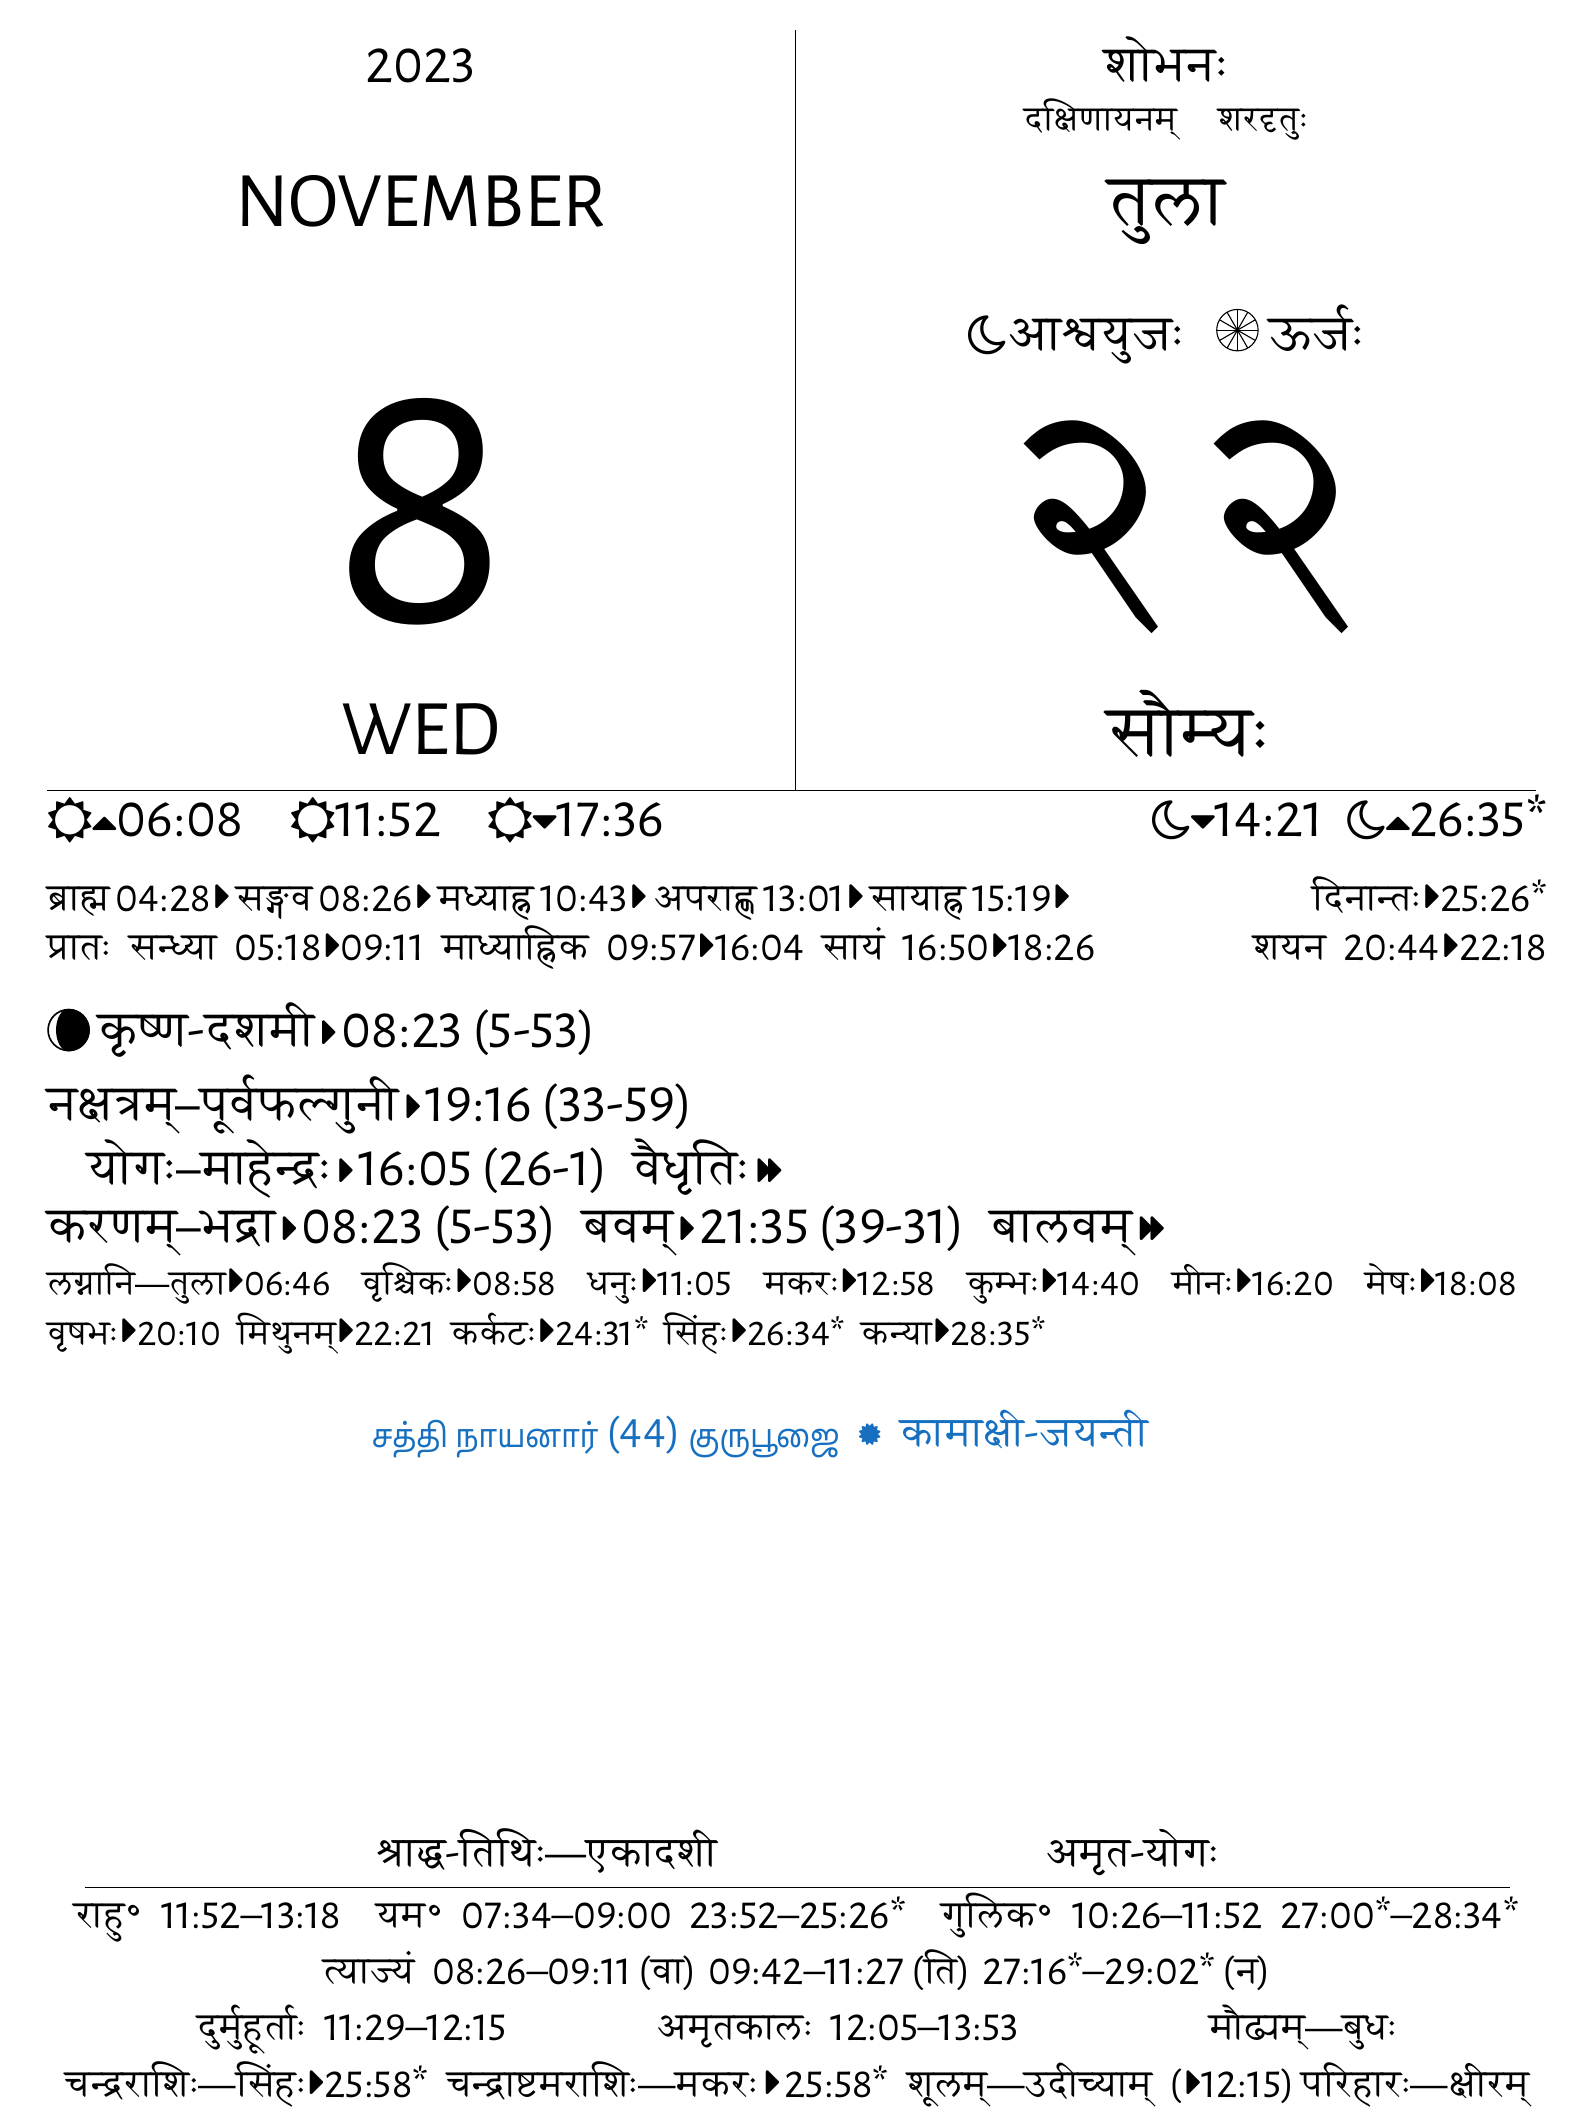 2023
NOVEMBER
8
WED
शोभनः
दक्षिणायनम् शरदृतुः
तुला
आश्वयुजः ऊर्जः
२२
सौम्यः
06:08 11:52 17:36 14:21 26:35*
ब्राह्म 04:28 सङ्गव 08:26 मध्याह्न 10:43 अपराह्ण 13:01 सायाह्न 15:19 दिनान्तः 25:26*
प्रातः सन्ध्या 05:18 09:11 माध्याह्निक 09:57 16:04 सायं 16:50 18:26 शयन 20:44 22:18
कृष्ण-दशमी 08:23 (5-53)
नक्षत्रम्–पूर्वफल्गुनी 19:16 (33-59)
योगः–माहेन्द्रः 16:05 (26-1) वैधृतिः
करणम्–भद्रा 08:23 (5-53) बवम् 21:35 (39-31) बालवम्
लग्नानि—तुला 06:46 वृश्चिकः 08:58 धनुः 11:05 मकरः 12:58 कुम्भः 14:40 मीनः 16:20 मेषः 18:08
वृषभः 20:10 मिथुनम् 22:21 कर्कटः 24:31* सिंहः 26:34* कन्या 28:35*
சத்தி நாயனார் (44) குருபூஜை कामाक्षी-जयन्ती
श्राद्ध-तिथिः—एकादशी अमृत-योगः
राहु॰ 11:52–13:18 यम॰ 07:34–09:00 23:52–25:26* गुलिक॰ 10:26–11:52 27:00*–28:34*
त्याज्यं 08:26–09:11 (वा) 09:42–11:27 (ति) 27:16*–29:02* (न)
दुर्मुहूर्ताः 11:29–12:15 अमृतकालः 12:05–13:53 मौढ्यम्—बुधः
चन्द्रराशिः—सिंहः 25:58* चन्द्राष्टमराशिः—मकरः 25:58* शूलम्—उदीच्याम् (12:15) परिहारः—क्षीरम्